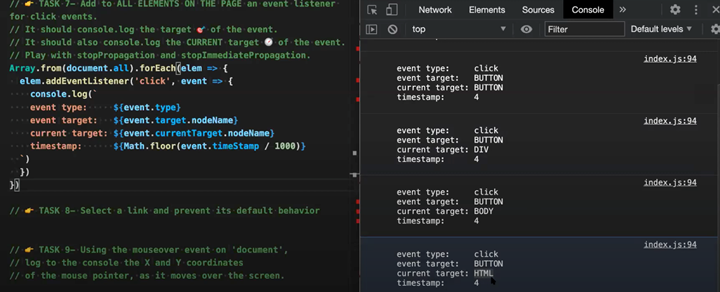 // 👉 TASK 7- Add to ALL ELEMENTS ON THE PAGE an event listener
for click events.
// It should console.log the target 🎯 of the event.
// It should also console.log the CURRENT target 🧭 of the event.
// Play with stopPropagation and stopImmediatePropagation.
Array.from(document.all).forEach(elem => {
elem.addEventListener('click', event => {
console.log(`
event type: ${event.type}
event target: ${event.target.nodeName}
current target: ${event.currentTarget.nodeName}
timestamp: ${Math.floor(event.timeStamp / 1000)}
`)
})
})
// 👉 TASK 8- Select a link and prevent its default behavior
// 👉 TASK 9- Using the mouseover event on 'document',
// log to the console the X and Y coordinates
// of the mouse pointer, as it moves over the screen.
Network Elements Sources Console »
top Filter Default levels ▾
index.js:94
event type: click
event target: BUTTON
current target: BUTTON
timestamp: 4
index.js:94
event type: click
event target: BUTTON
current target: DIV
timestamp: 4
index.js:94
event type: click
event target: BUTTON
current target: BODY
timestamp: 4
index.js:94
event type: click
event target: BUTTON
current target: HTML
timestamp: 4